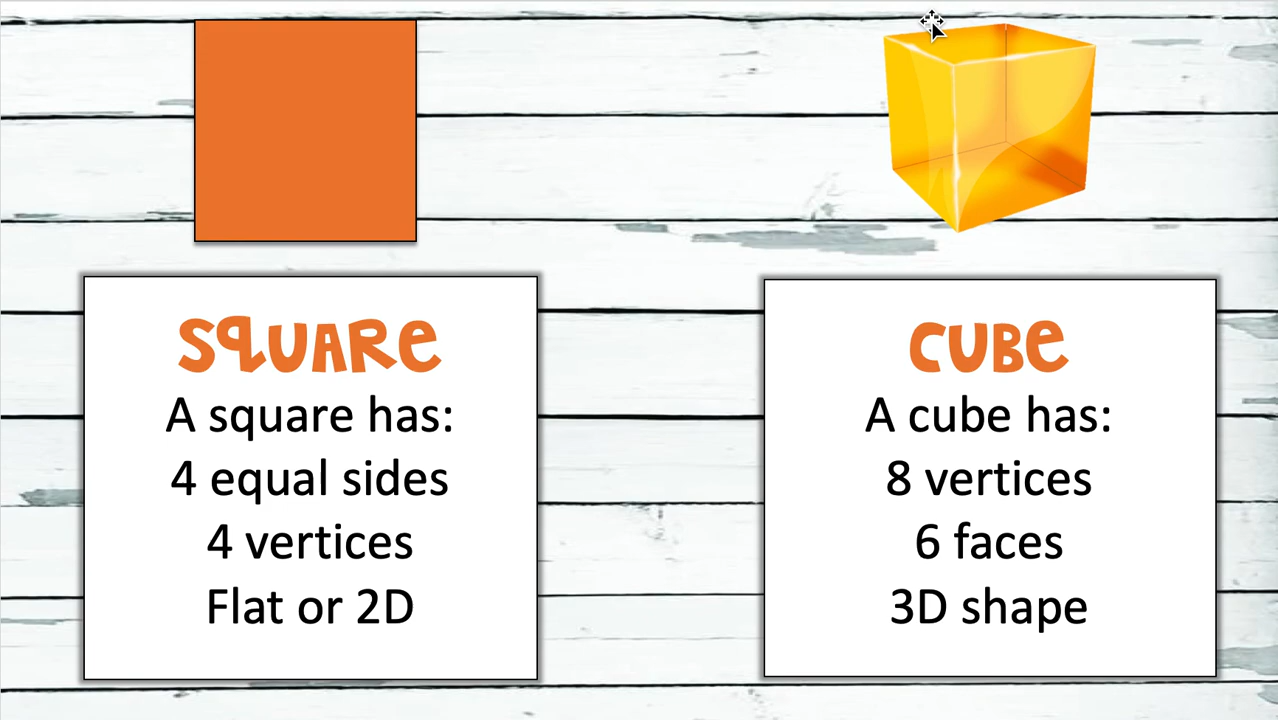 SQUARE
A square has:
4 equal sides
4 vertices
Flat or 2D
CUBE
A cube has:
8 vertices
6 faces
3D shape